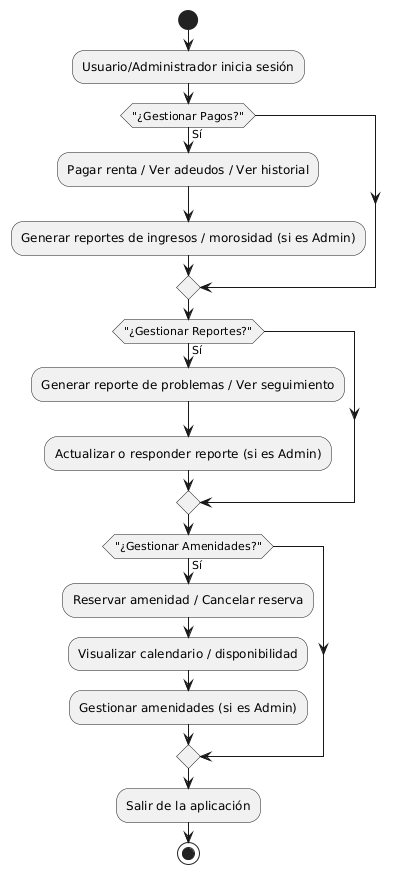 Usuario/Administrador inicia sesión
"¿Gestionar Pagos?"
Sí
Pagar renta / Ver adeudos / Ver historial
Generar reportes de ingresos / morosidad (si es Admin)
"¿Gestionar Reportes?"
Sí
Generar reporte de problemas / Ver seguimiento
Actualizar o responder reporte (si es Admin)
"¿Gestionar Amenidades?"
Sí
Reservar amenidad / Cancelar reserva
Visualizar calendario / disponibilidad
Gestionar amenidades (si es Admin)
Salir de la aplicación